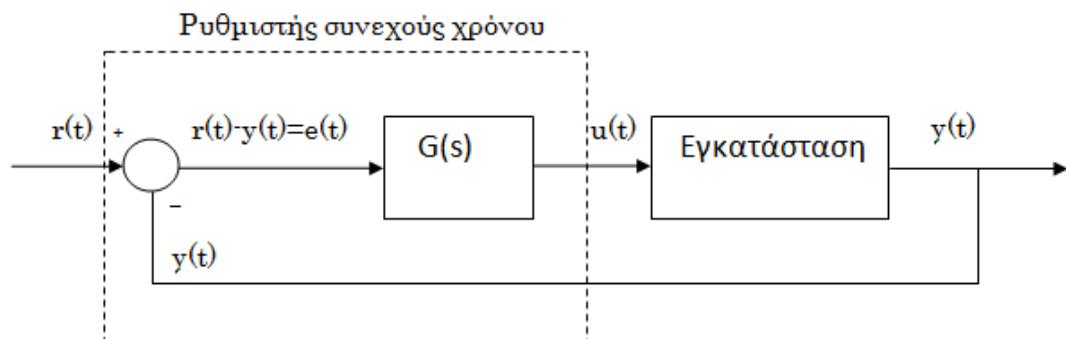 Ρυθμιστής συνεχούς χρόνου
r(t) + r(t)-y(t)=e(t) G(s) u(t) Εγκατάσταση y(t)
−
y(t)